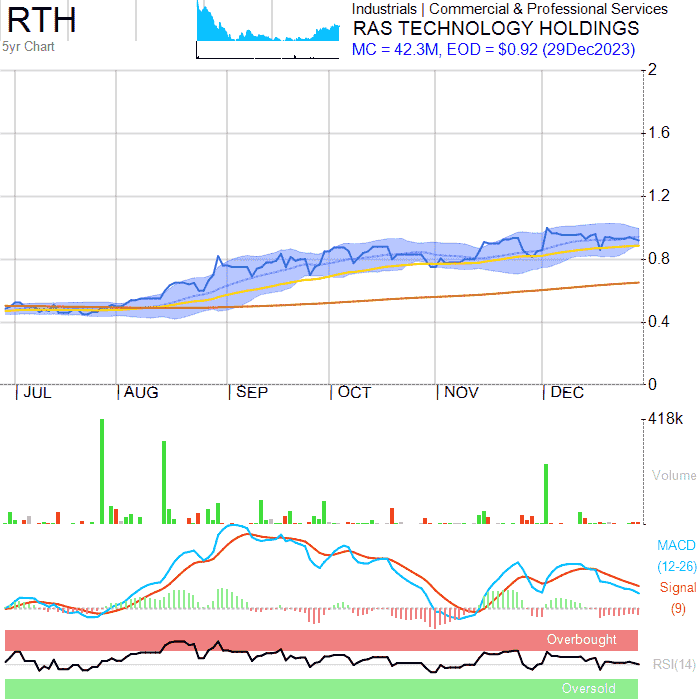 RTH
5yr Chart
Industrials | Commercial & Professional Services
RAS TECHNOLOGY HOLDINGS
MC = 42.3M, EOD = $0.92 (29Dec2023)
2
1.6
1.2
0.8
0.4
0
JUL AUG SEP OCT NOV DEC
418k
Volume
MACD
(12-26)
Signal
(9)
Overbought
RSI(14)
Oversold